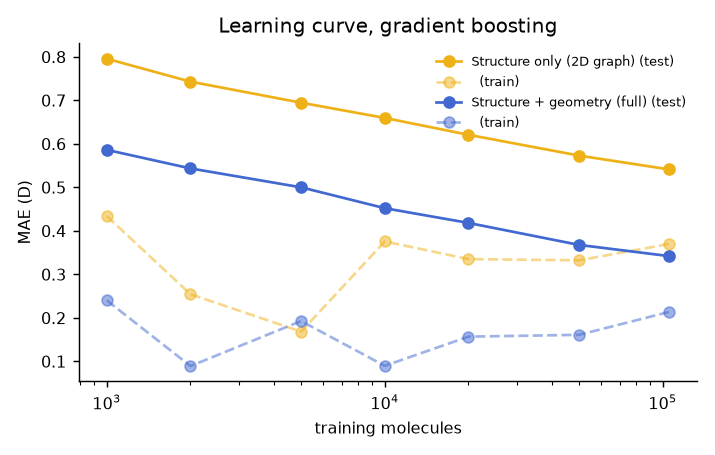 Learning curve, gradient boosting
Structure only (2D graph) (test)
(train)
Structure + geometry (full) (test)
(train)
MAE (D)
0.8
0.7
0.6
0.5
0.4
0.3
0.2
0.1
10³ 10⁴ 10⁵
training molecules